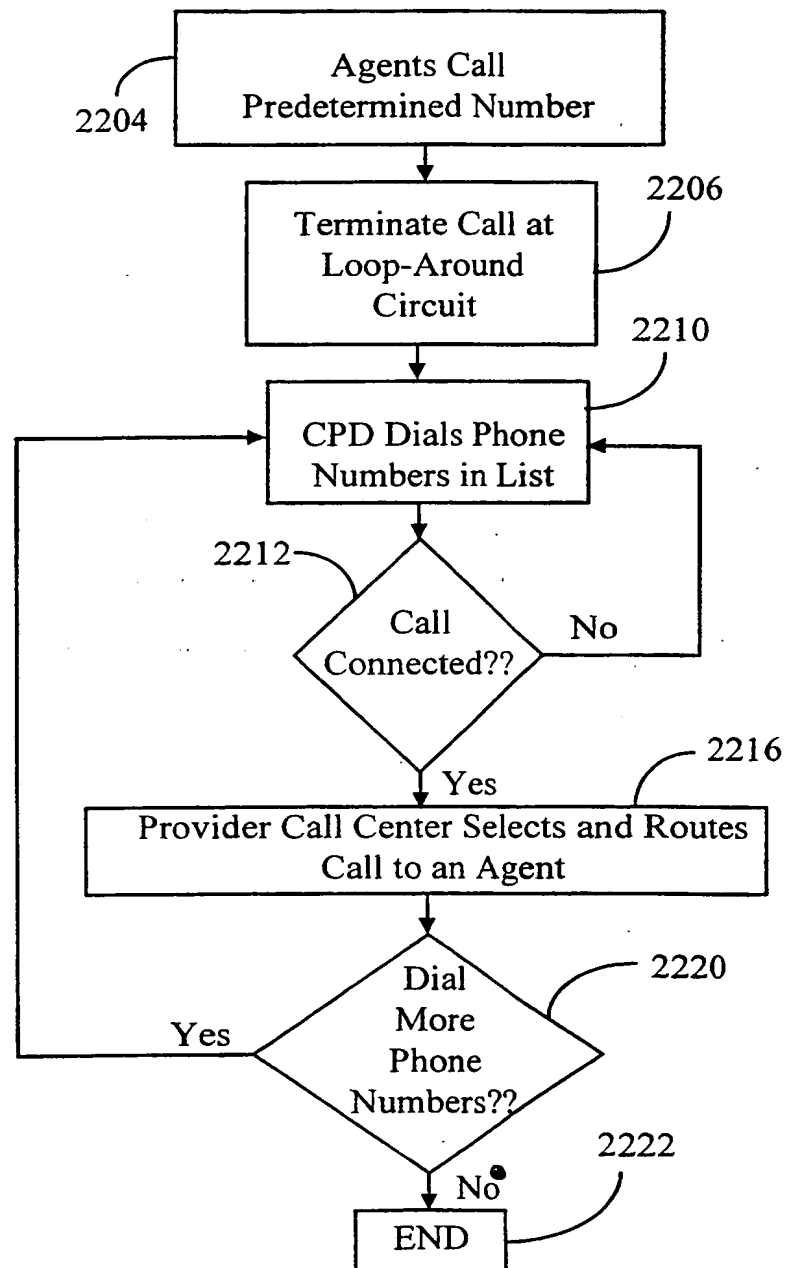 Agents Call
Predetermined Number
2204
2206
Terminate Call at
Loop-Around
Circuit
2210
CPD Dials Phone
Numbers in List
2212
Call
Connected??
No
Yes
2216
Provider Call Center Selects and Routes
Call to an Agent
2220
Dial
More
Phone
Numbers??
Yes
No
2222
END